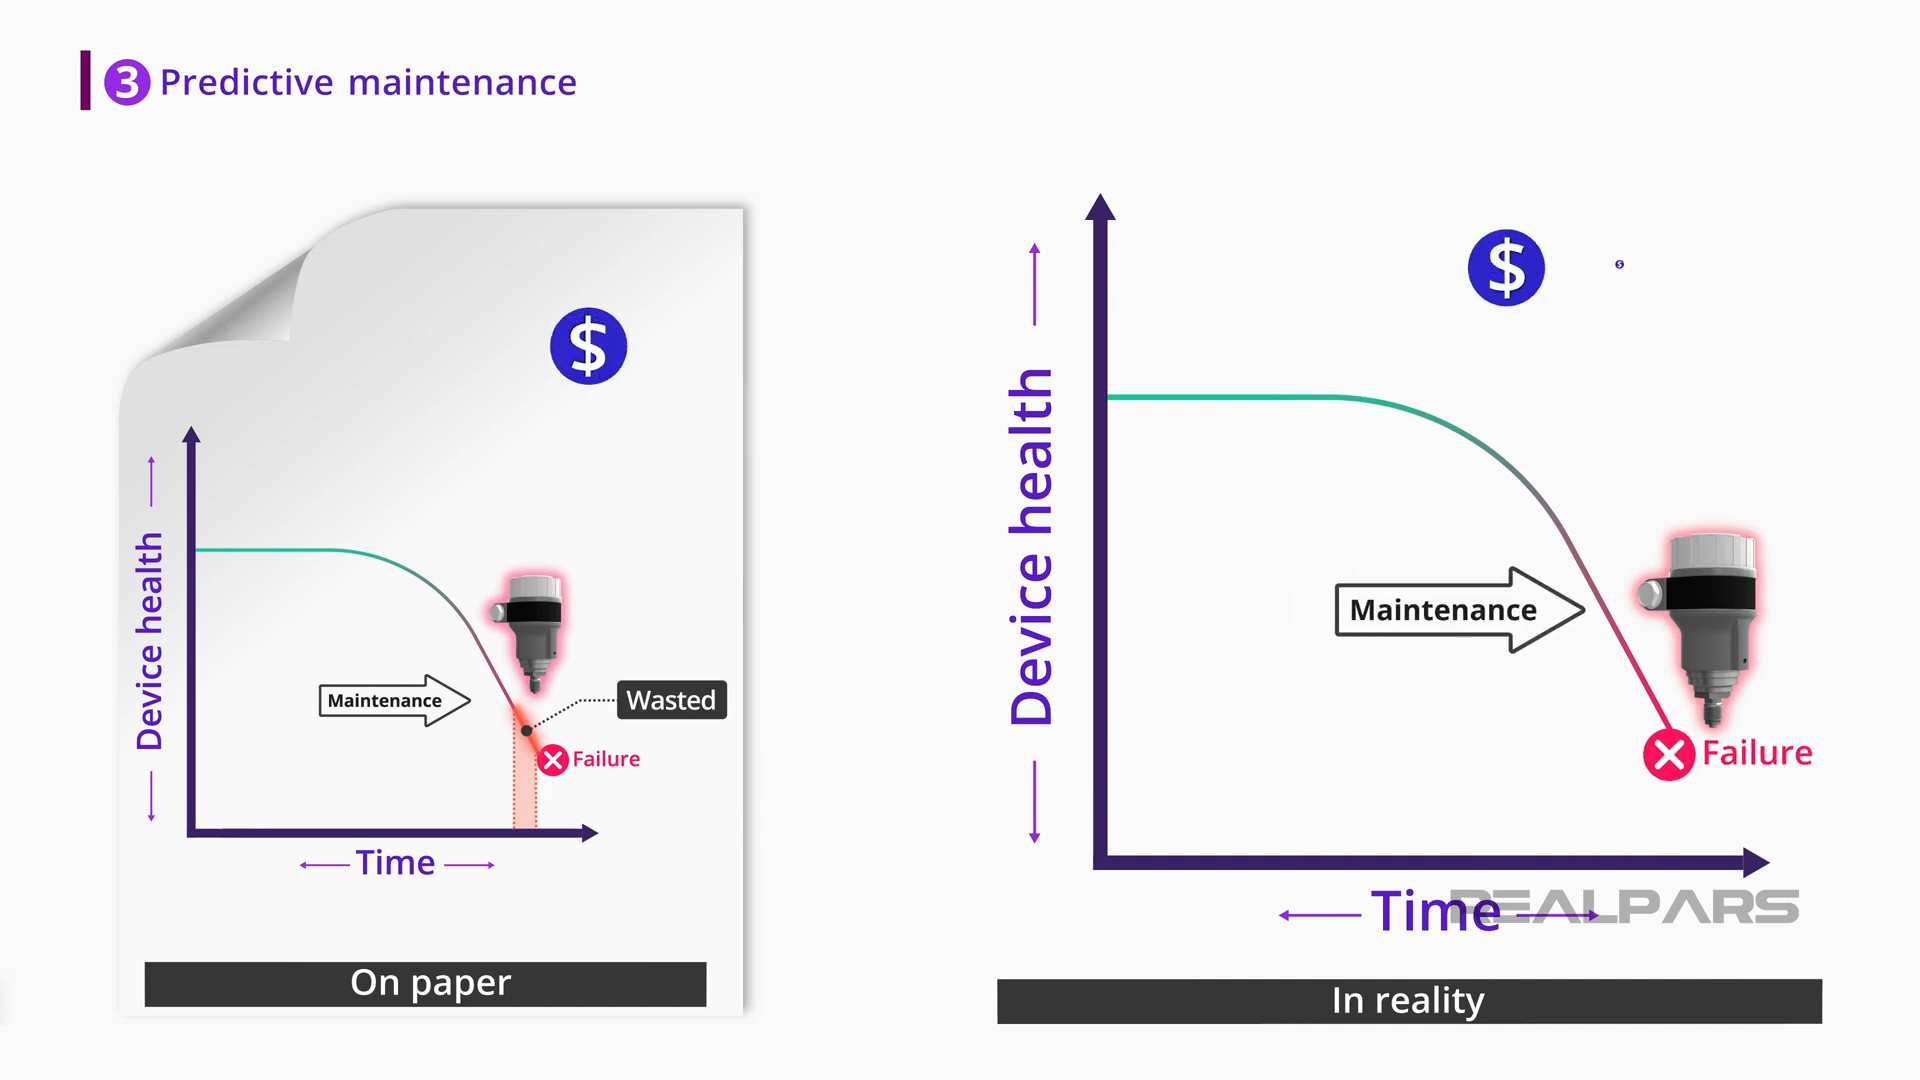 3 Predictive maintenance
$
Device health
Maintenance
Wasted
Failure
Time
On paper
$
$
Device health
Maintenance
Failure
Time
REALPARS
In reality